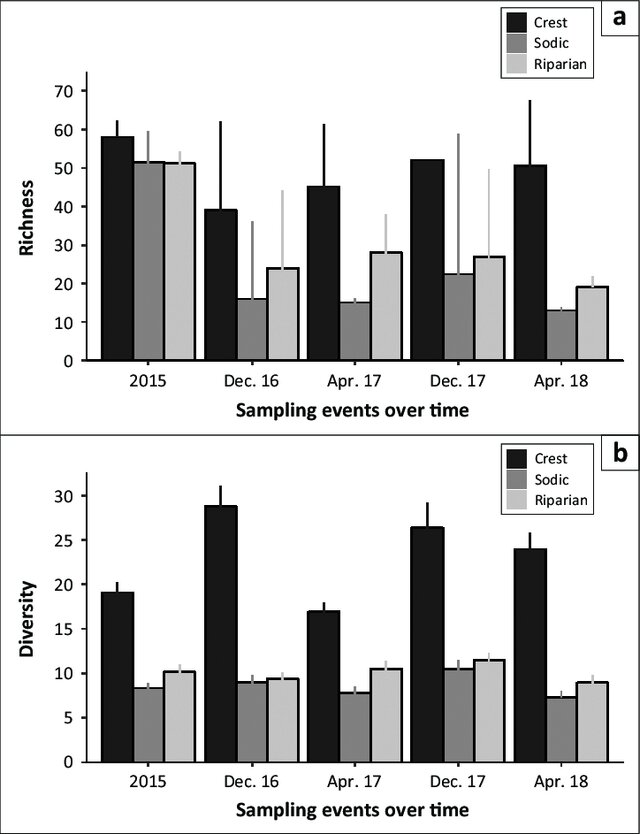 a
Crest
Sodic
Riparian
70
60
50
40
30
20
10
0
Richness
2015 Dec. 16 Apr. 17 Dec. 17 Apr. 18
Sampling events over time
b
Crest
Sodic
Riparian
30
25
20
15
10
5
0
Diversity
2015 Dec. 16 Apr. 17 Dec. 17 Apr. 18
Sampling events over time